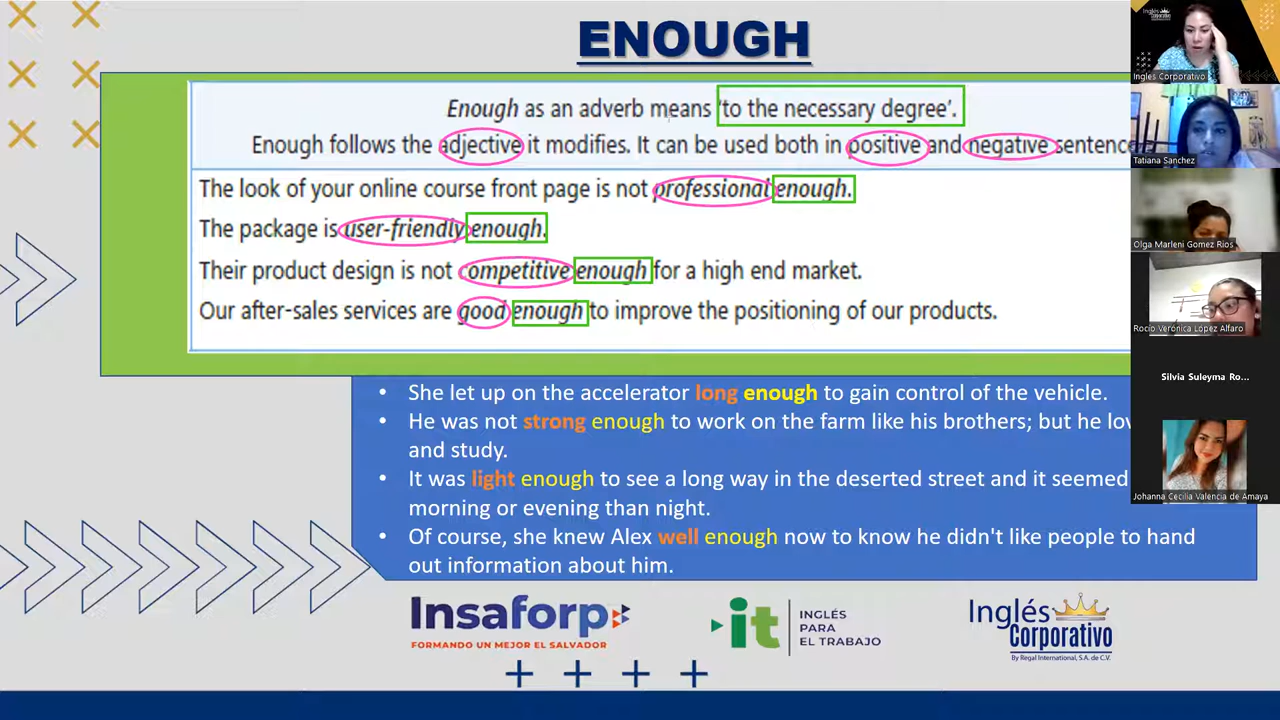 ENOUGH
Enough as an adverb means 'to the necessary degree'.
Enough follows the adjective it modifies. It can be used both in positive and negative sentenc
The look of your online course front page is not professional enough.
The package is user-friendly enough.
Their product design is not competitive enough for a high end market.
Our after-sales services are good enough to improve the positioning of our products.
• She let up on the accelerator long enough to gain control of the vehicle.
• He was not strong enough to work on the farm like his brothers; but he lov
and study.
• It was light enough to see a long way in the deserted street and it seemed
morning or evening than night.
• Of course, she knew Alex well enough now to know he didn't like people to hand
out information about him.
Insaforp
FORMANDO UN MEJOR EL SALVADOR
it
INGLÉS
PARA
EL TRABAJO
Inglés
Corporativo
By Regal International, S.A. de C.V.
Inglés
Corporativo
Ingles Corporativo
Tatiana Sanchez
Olga Marleni Gomez Rios
Rocío Verónica López Alfaro
Silvia Suleyma Ro...
Johanna Cecilia Valencia de Amaya